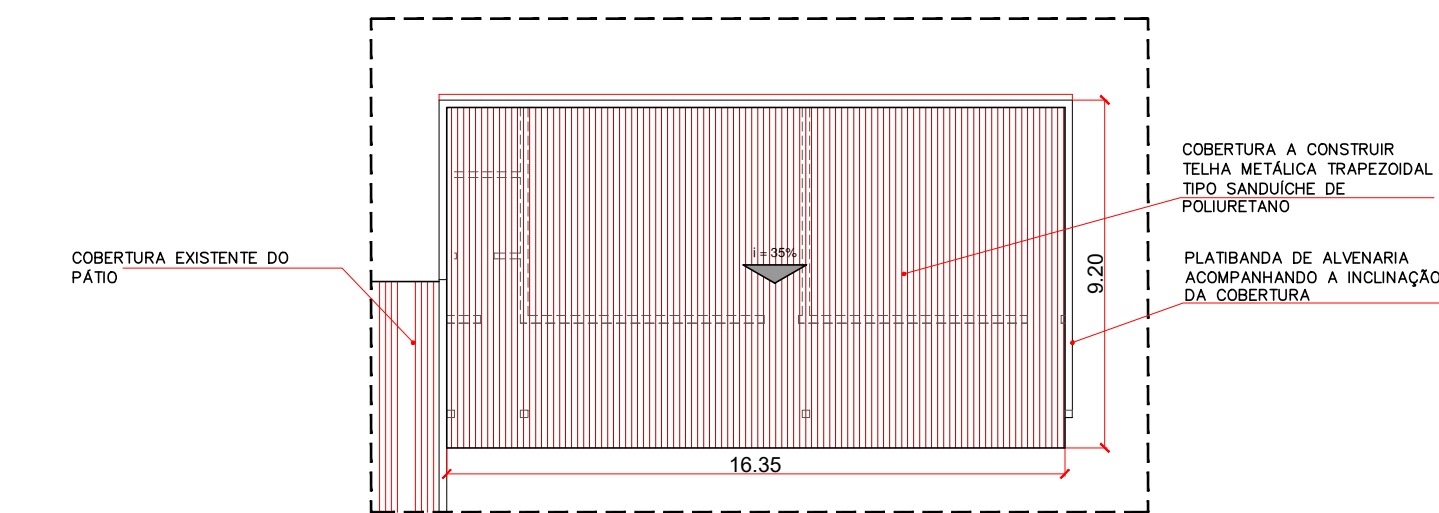 COBERTURA A CONSTRUIR
TELHA METÁLICA TRAPEZOIDAL
TIPO SANDUÍCHE DE
POLIURETANO
COBERTURA EXISTENTE DO
PÁTIO
i = 35%
9.20
PLATIBANDA DE ALVENARIA
ACOMPANHANDO A INCLINAÇÃO
DA COBERTURA
16.35